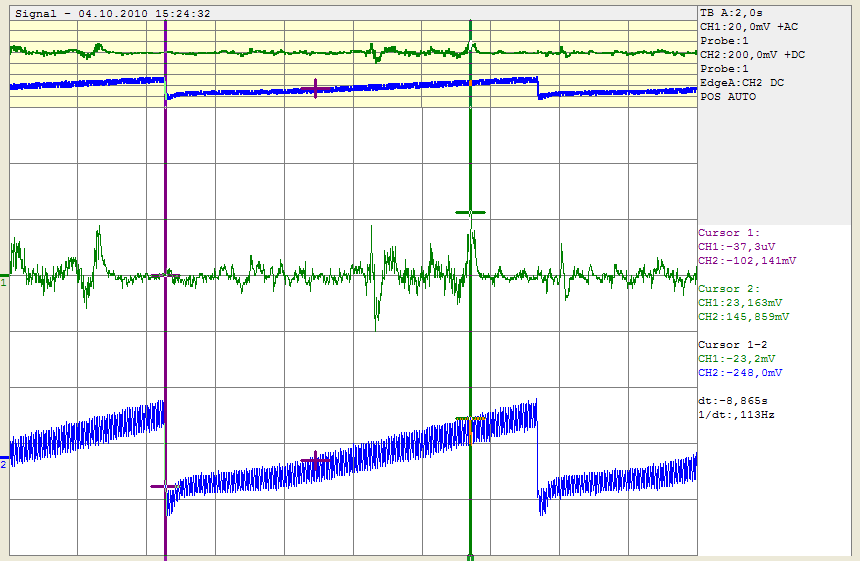 Signal - 04.10.2010 15:24:32
TB A:2,0s
CH1:20,0mV +AC
Probe:1
CH2:200,0mV +DC
Probe:1
EdgeA:CH2 DC
POS AUTO
Cursor 1:
CH1:-37,3uV
CH2:-102,141mV
Cursor 2:
CH1:23,163mV
CH2:145,859mV
Cursor 1-2
CH1:-23,2mV
CH2:-248,0mV
dt:-8,865s
1/dt:,113Hz
1
2